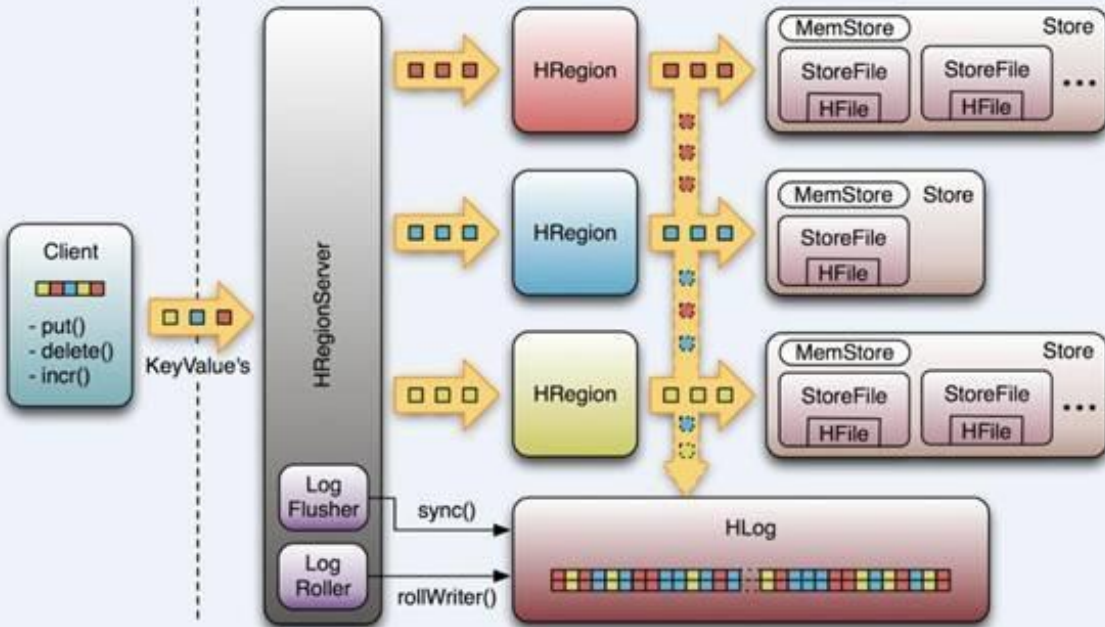 Client
- put()
- delete()
- incr()
KeyValue's
HRegionServer
Log
Flusher
Log
Roller
sync()
rollWriter()
HRegion
MemStore
Store
StoreFile
HFile
StoreFile
HFile
...
HRegion
MemStore
Store
StoreFile
HFile
HRegion
MemStore
Store
StoreFile
HFile
StoreFile
HFile
...
HLog